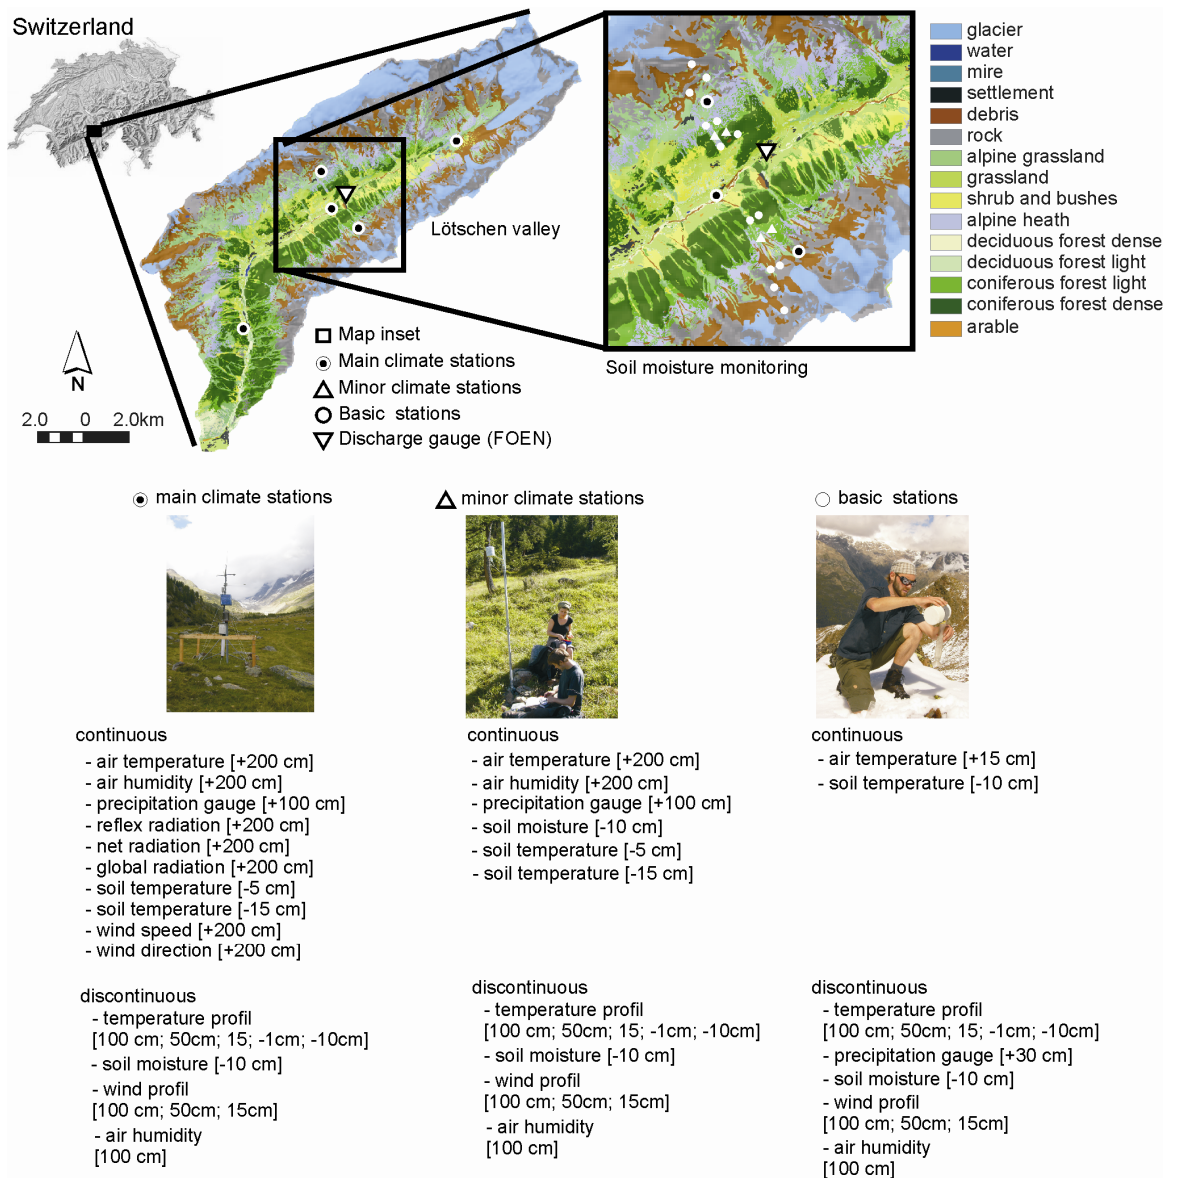 Switzerland
Lötschen valley
glacier
water
mire
settlement
debris
rock
alpine grassland
grassland
shrub and bushes
alpine heath
deciduous forest dense
deciduous forest light
coniferous forest light
coniferous forest dense
arable
Map inset
Main climate stations
Minor climate stations
Basic stations
Discharge gauge (FOEN)
N
2.0 0 2.0km
Soil moisture monitoring
main climate stations
minor climate stations
basic stations
continuous
- air temperature [+200 cm]
- air humidity [+200 cm]
- precipitation gauge [+100 cm]
- reflex radiation [+200 cm]
- net radiation [+200 cm]
- global radiation [+200 cm]
- soil temperature [-5 cm]
- soil temperature [-15 cm]
- wind speed [+200 cm]
- wind direction [+200 cm]
discontinuous
- temperature profil
[100 cm; 50cm; 15; -1cm; -10cm]
- soil moisture [-10 cm]
- wind profil
[100 cm; 50cm; 15cm]
- air humidity
[100 cm]
continuous
- air temperature [+200 cm]
- air humidity [+200 cm]
- precipitation gauge [+100 cm]
- soil moisture [-10 cm]
- soil temperature [-5 cm]
- soil temperature [-15 cm]
discontinuous
- temperature profil
[100 cm; 50cm; 15; -1cm; -10cm]
- soil moisture [-10 cm]
- wind profil
[100 cm; 50cm; 15cm]
- air humidity
[100 cm]
continuous
- air temperature [+15 cm]
- soil temperature [-10 cm]
discontinuous
- temperature profil
[100 cm; 50cm; 15; -1cm; -10cm]
- precipitation gauge [+30 cm]
- soil moisture [-10 cm]
- wind profil
[100 cm; 50cm; 15cm]
- air humidity
[100 cm]